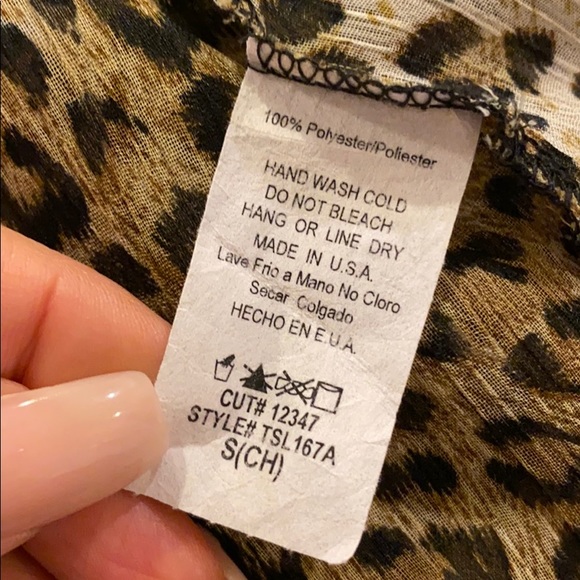 100% Polyester/Poliester
HAND WASH COLD
DO NOT BLEACH
HANG OR LINE DRY
MADE IN U.S.A.
Lave Frio a Mano No Cloro
Secar Colgado
HECHO EN E.U.A.
CUT# 12347
STYLE# TSL167A
S(CH)